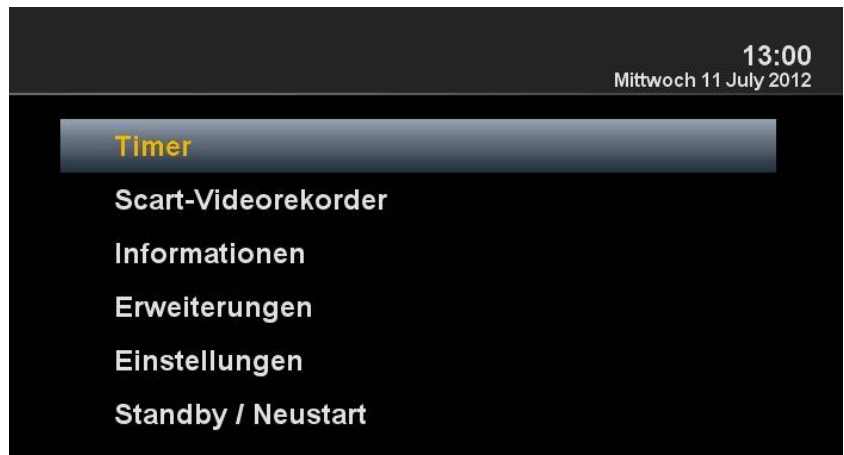 13:00
Mittwoch 11 July 2012
Timer
Scart-Videorekorder
Informationen
Erweiterungen
Einstellungen
Standby / Neustart